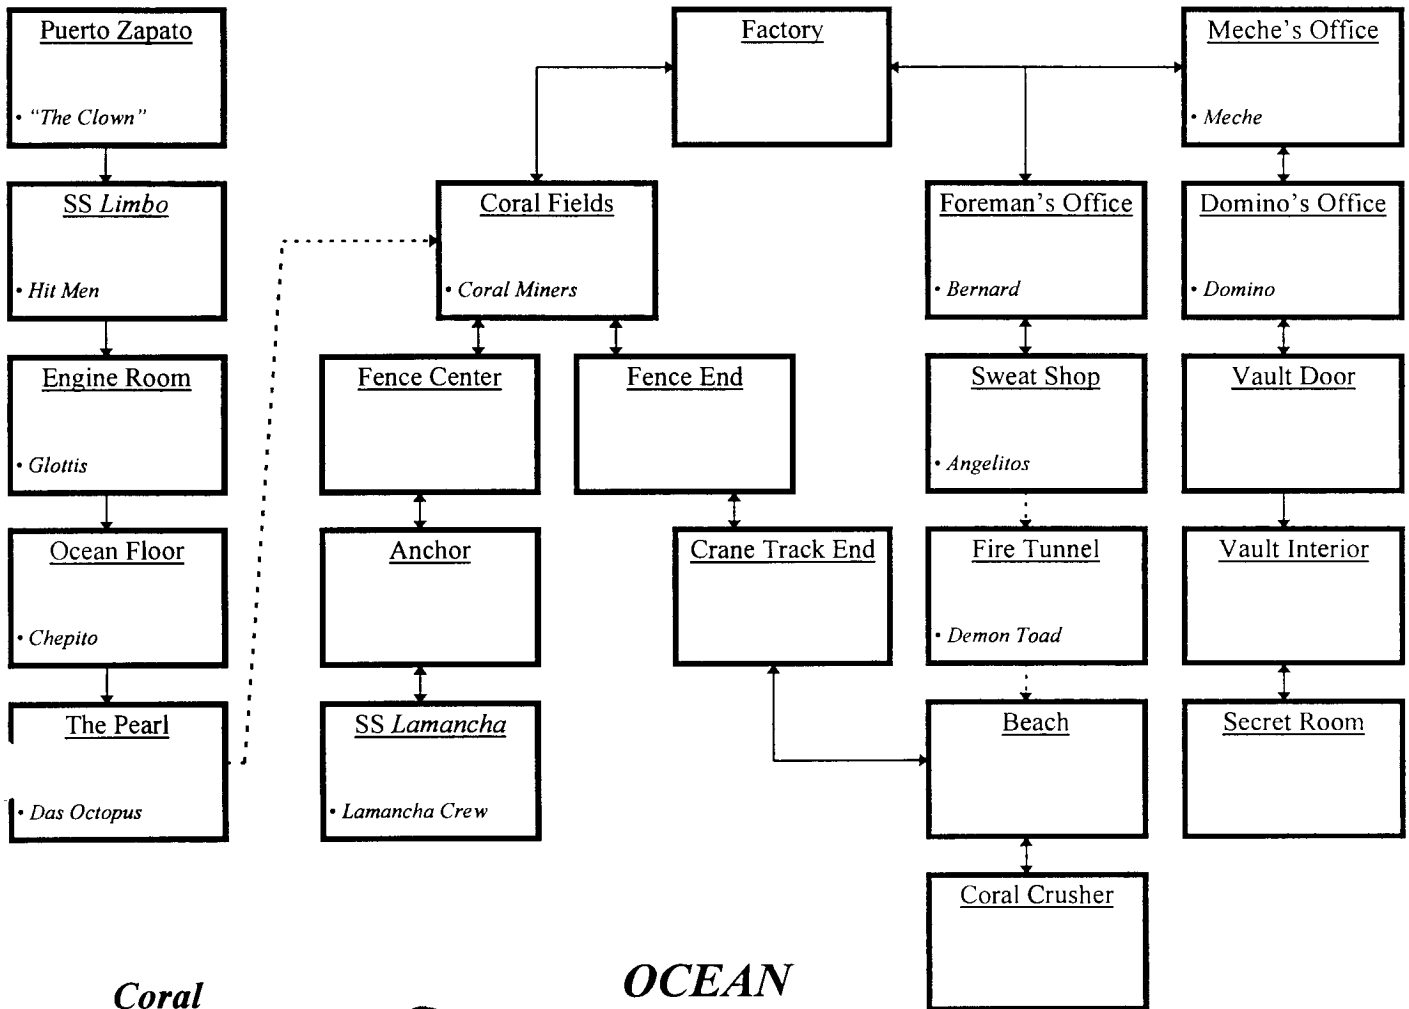 Puerto Zapato
• "The Clown"
SS Limbo
• Hit Men
Engine Room
• Glottis
Ocean Floor
• Chepito
The Pearl
• Das Octopus
Factory
Coral Fields
• Coral Miners
Fence Center
Fence End
Anchor
Crane Track End
SS Lamancha
• Lamancha Crew
Foreman's Office
• Bernard
Sweat Shop
• Angelitos
Fire Tunnel
• Demon Toad
Beach
Coral Crusher
Meche's Office
• Meche
Domino's Office
• Domino
Vault Door
Vault Interior
Secret Room
Coral
OCEAN